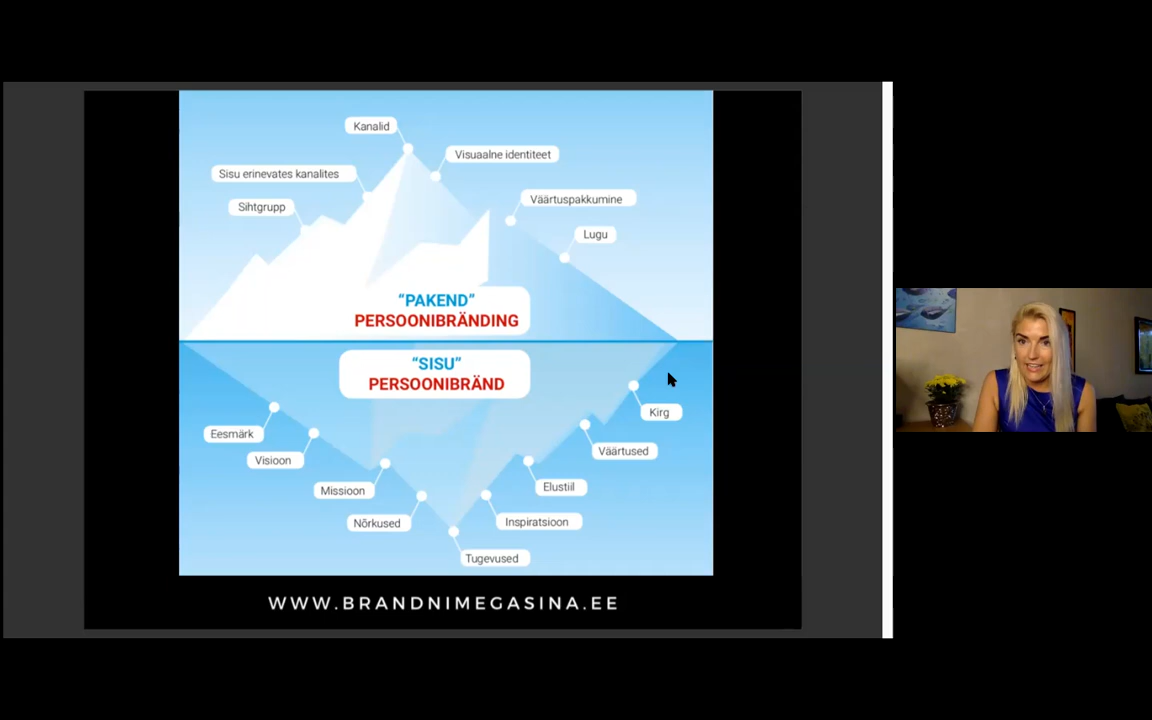 Kanalid
Visuaalne identiteet
Sisu erinevates kanalites
Väärtuspakkumine
Sihtgrupp
Lugu
“PAKEND”
PERSOONIBRÄNDING
“SISU”
PERSOONIBRÄND
Kirg
Eesmärk
Väärtused
Visioon
Elustiil
Missioon
Inspiratsioon
Nõrkused
Tugevused
WWW.BRANDNIMEGASINA.EE